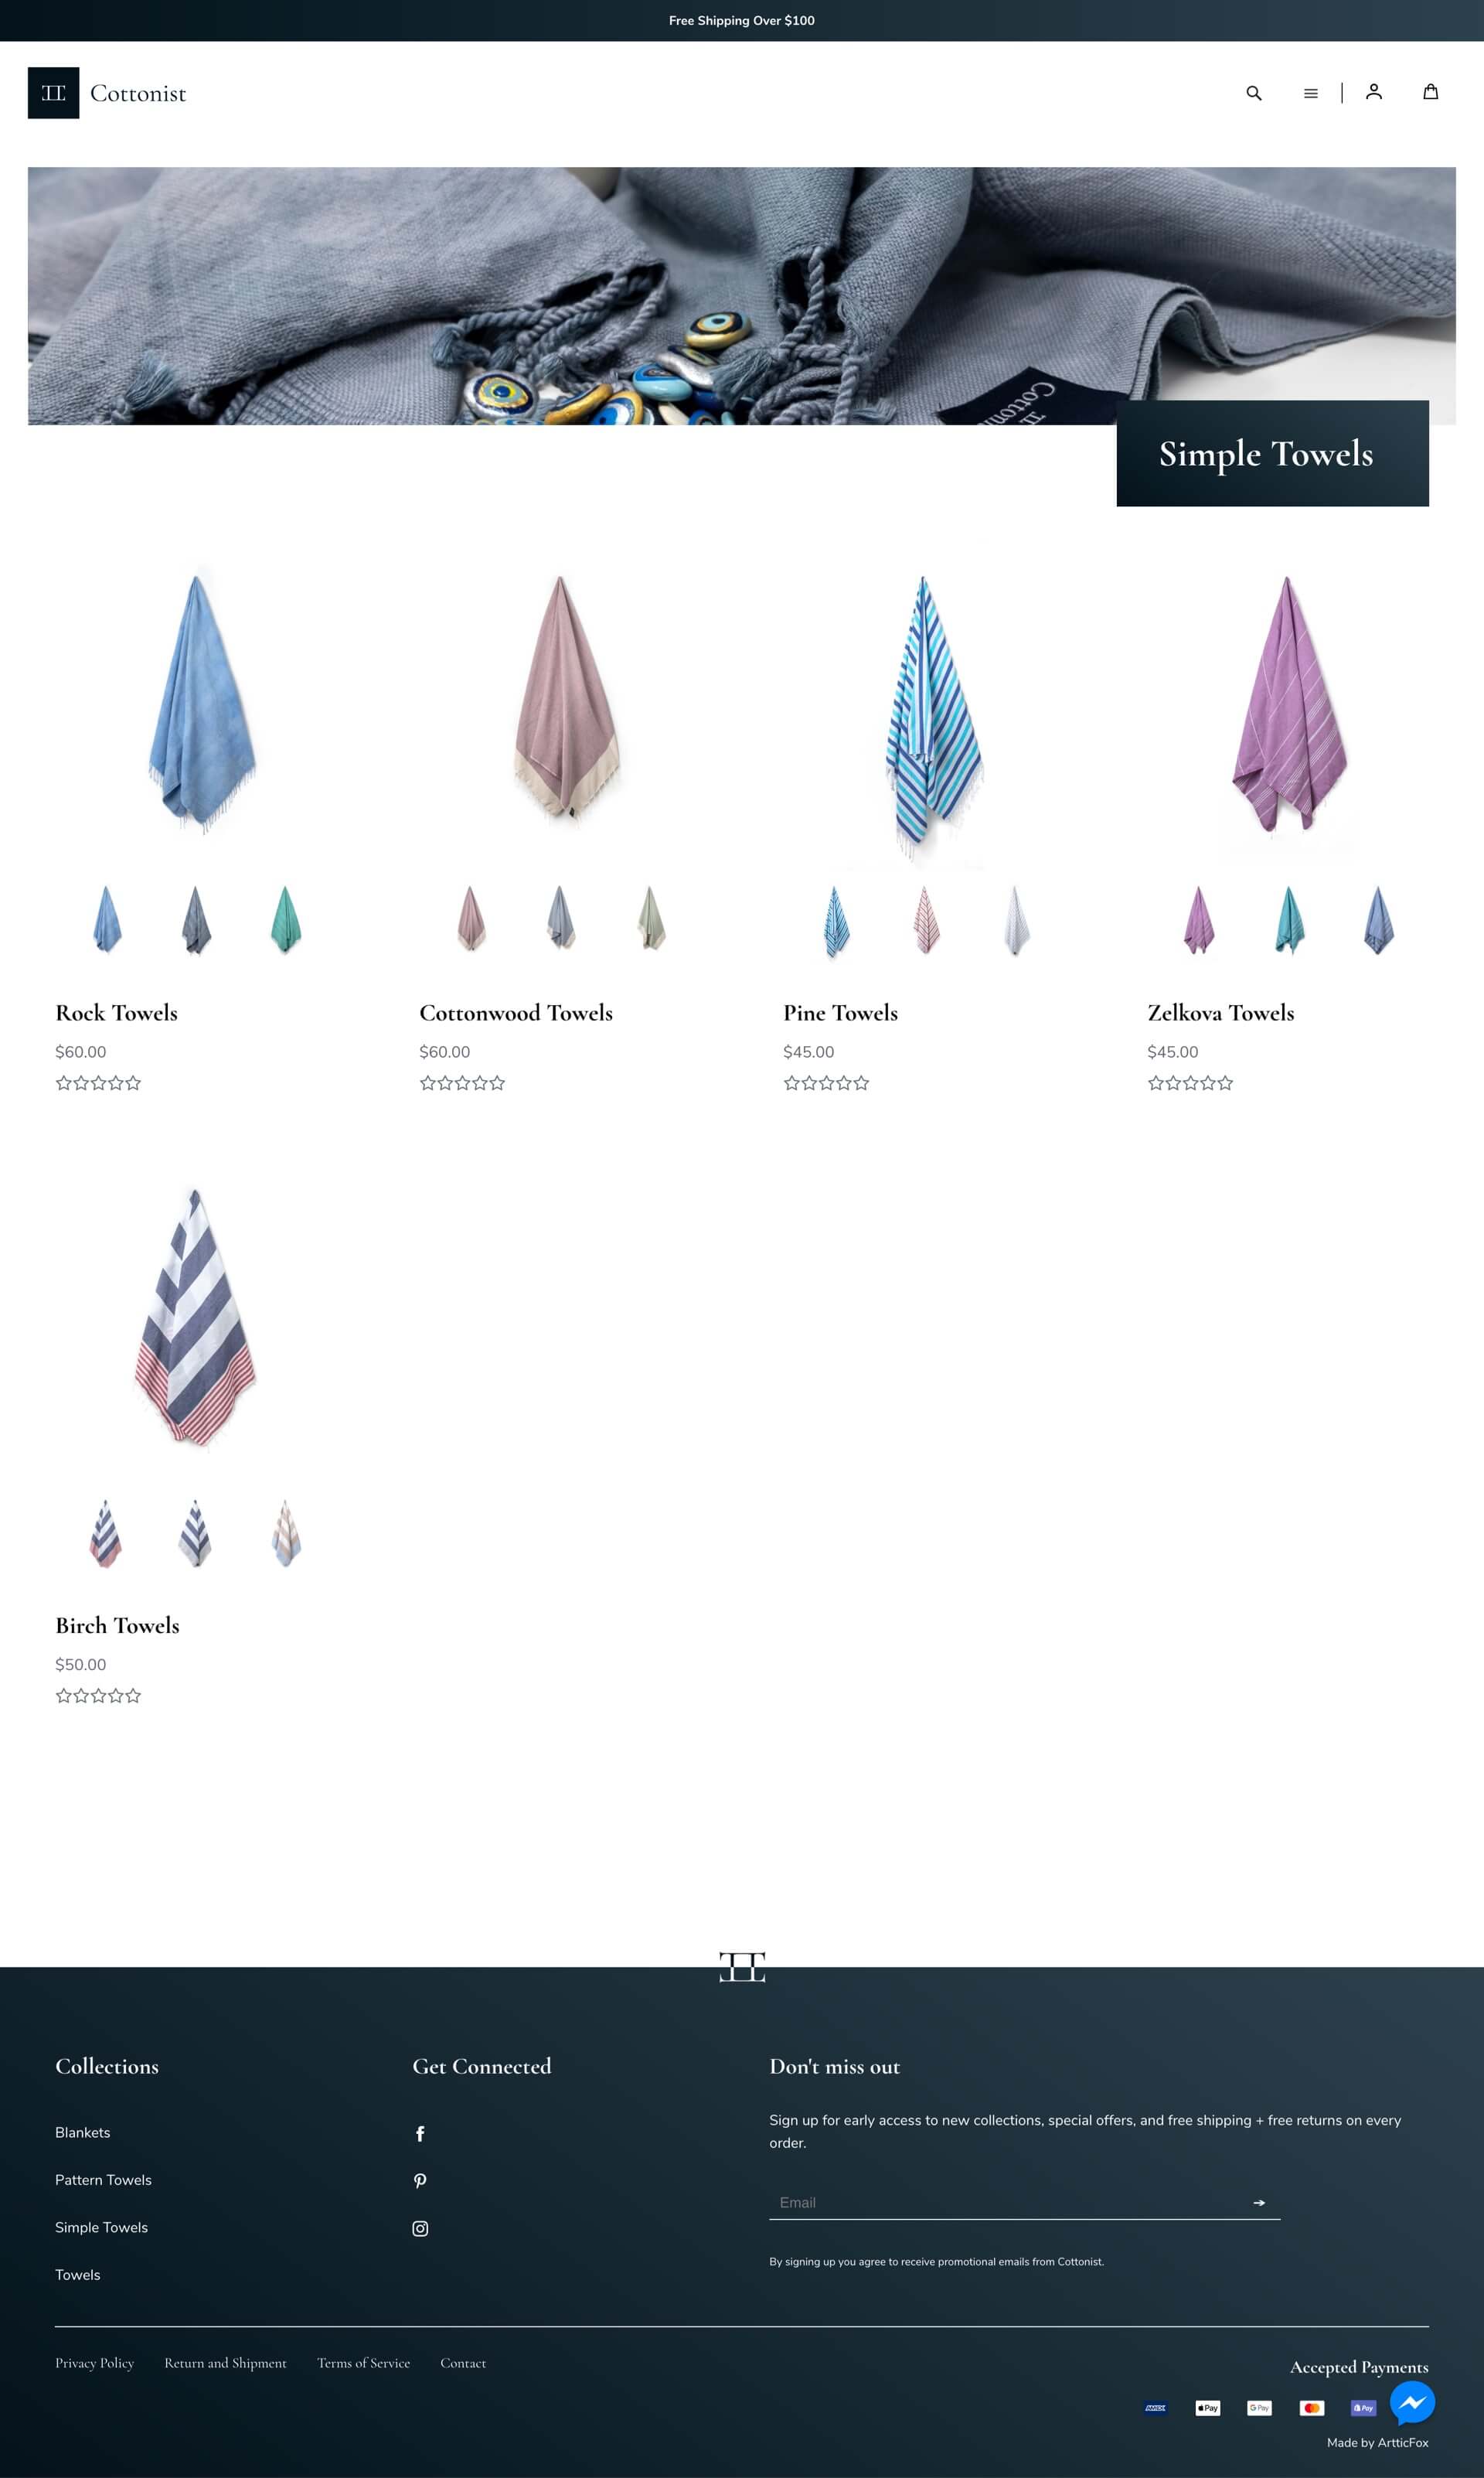 Free Shipping Over $100
Cottonist
Simple Towels
Rock Towels
$60.00
Cottonwood Towels
$60.00
Pine Towels
$45.00
Zelkova Towels
$45.00
Birch Towels
$50.00
Collections
Blankets
Pattern Towels
Simple Towels
Towels
Get Connected
Don't miss out
Sign up for early access to new collections, special offers, and free shipping + free returns on every
order.
Email
By signing up you agree to receive promotional emails from Cottonist.
Privacy Policy
Return and Shipment
Terms of Service
Contact
Accepted Payments
AMEX
Pay
G Pay
Pay
Made by ArtticFox